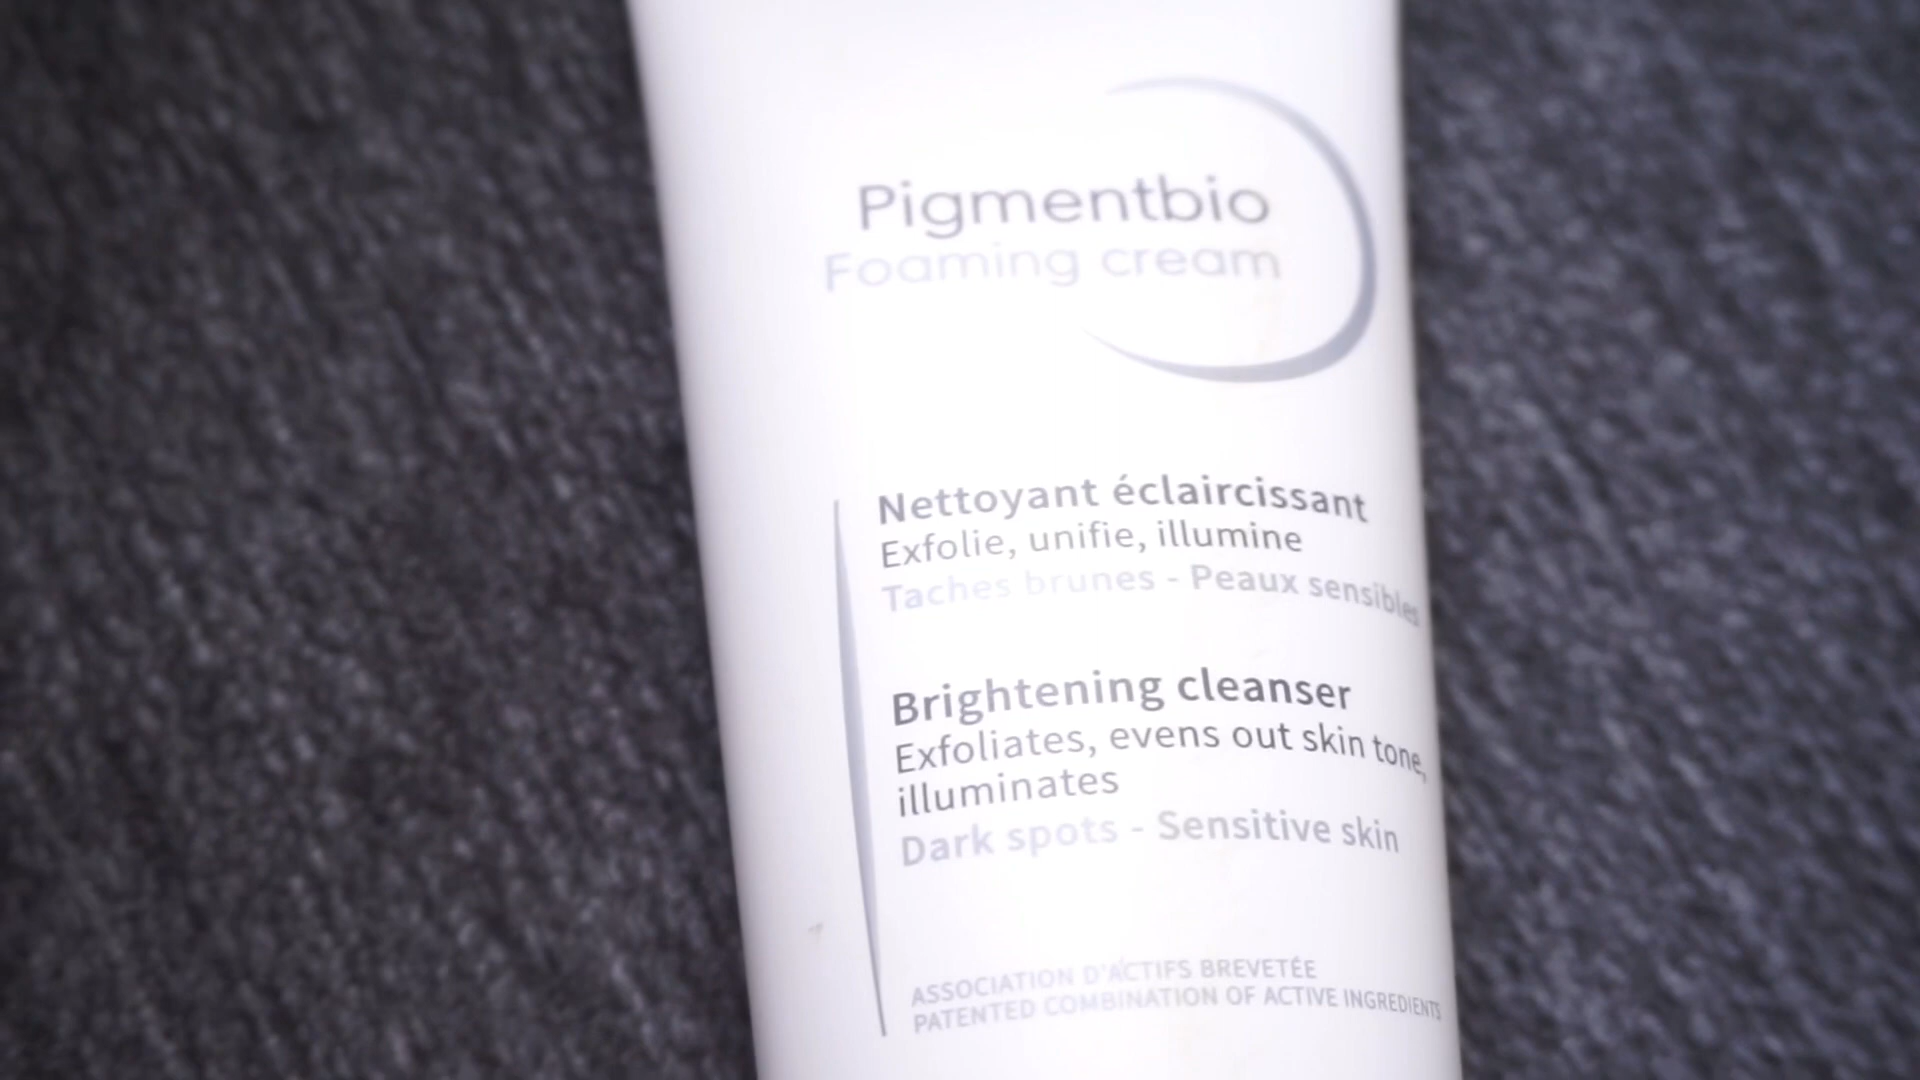 Pigmentbio
Foaming cream
Nettoyant éclaircissant
Exfolie, unifie, illumine
Taches brunes - Peaux sensibles
Brightening cleanser
Exfoliates, evens out skin tone,
illuminates
Dark spots - Sensitive skin
ASSOCIATION D'ACTIFS BREVETÉE
PATENTED COMBINATION OF ACTIVE INGREDIENTS